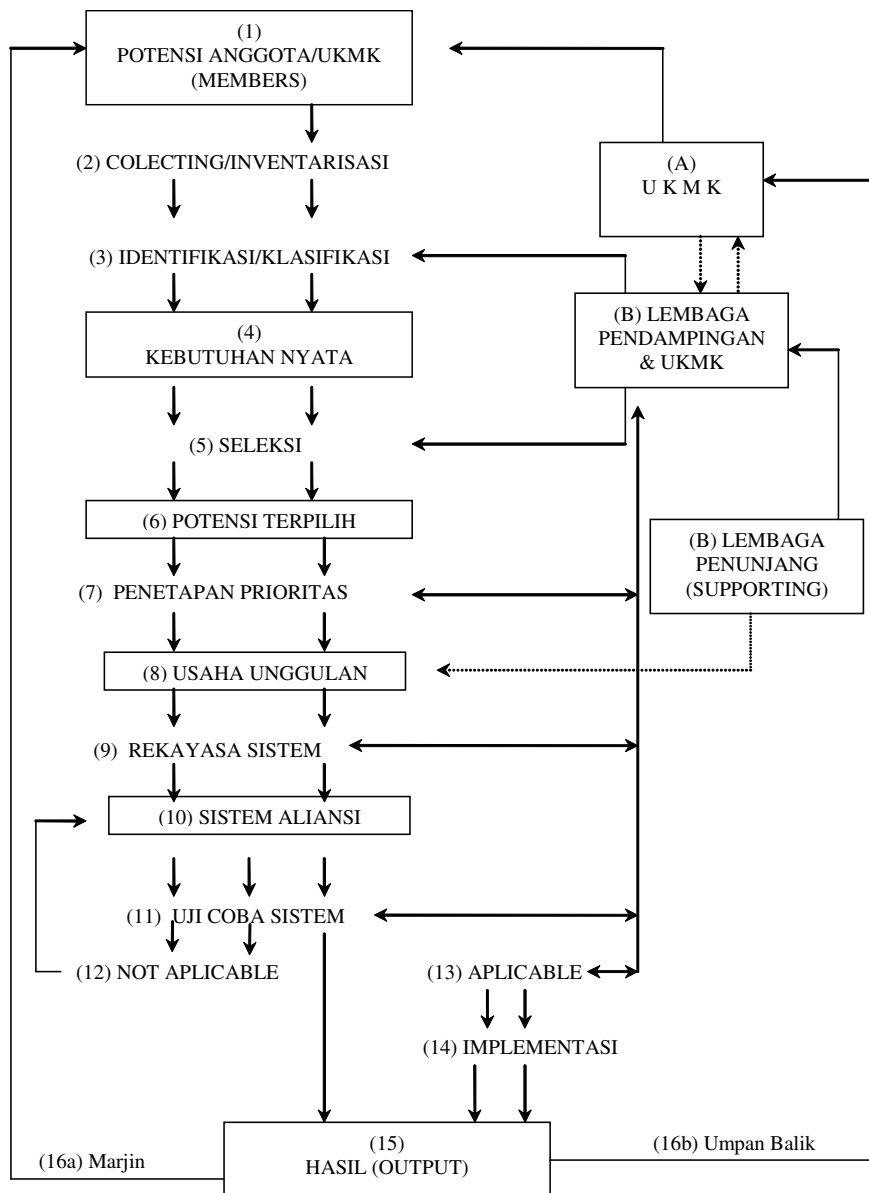 (1)
POTENSI ANGGOTA/UKMK
(MEMBERS)
(2) COLECTING/INVENTARISASI
(A)
U K M K
(3) IDENTIFIKASI/KLASIFIKASI
(B) LEMBAGA
PENDAMPINGAN
& UKMK
(4)
KEBUTUHAN NYATA
(5) SELEKSI
(6) POTENSI TERPILIH
(B) LEMBAGA
PENUNJANG
(SUPPORTING)
(7) PENETAPAN PRIORITAS
(8) USAHA UNGGULAN
(9) REKAYASA SISTEM
(10) SISTEM ALIANSI
(11) UJI COBA SISTEM
(12) NOT APLICABLE
(13) APLICABLE
(14) IMPLEMENTASI
(15)
HASIL (OUTPUT)
(16a) Marjin
(16b) Umpan Balik